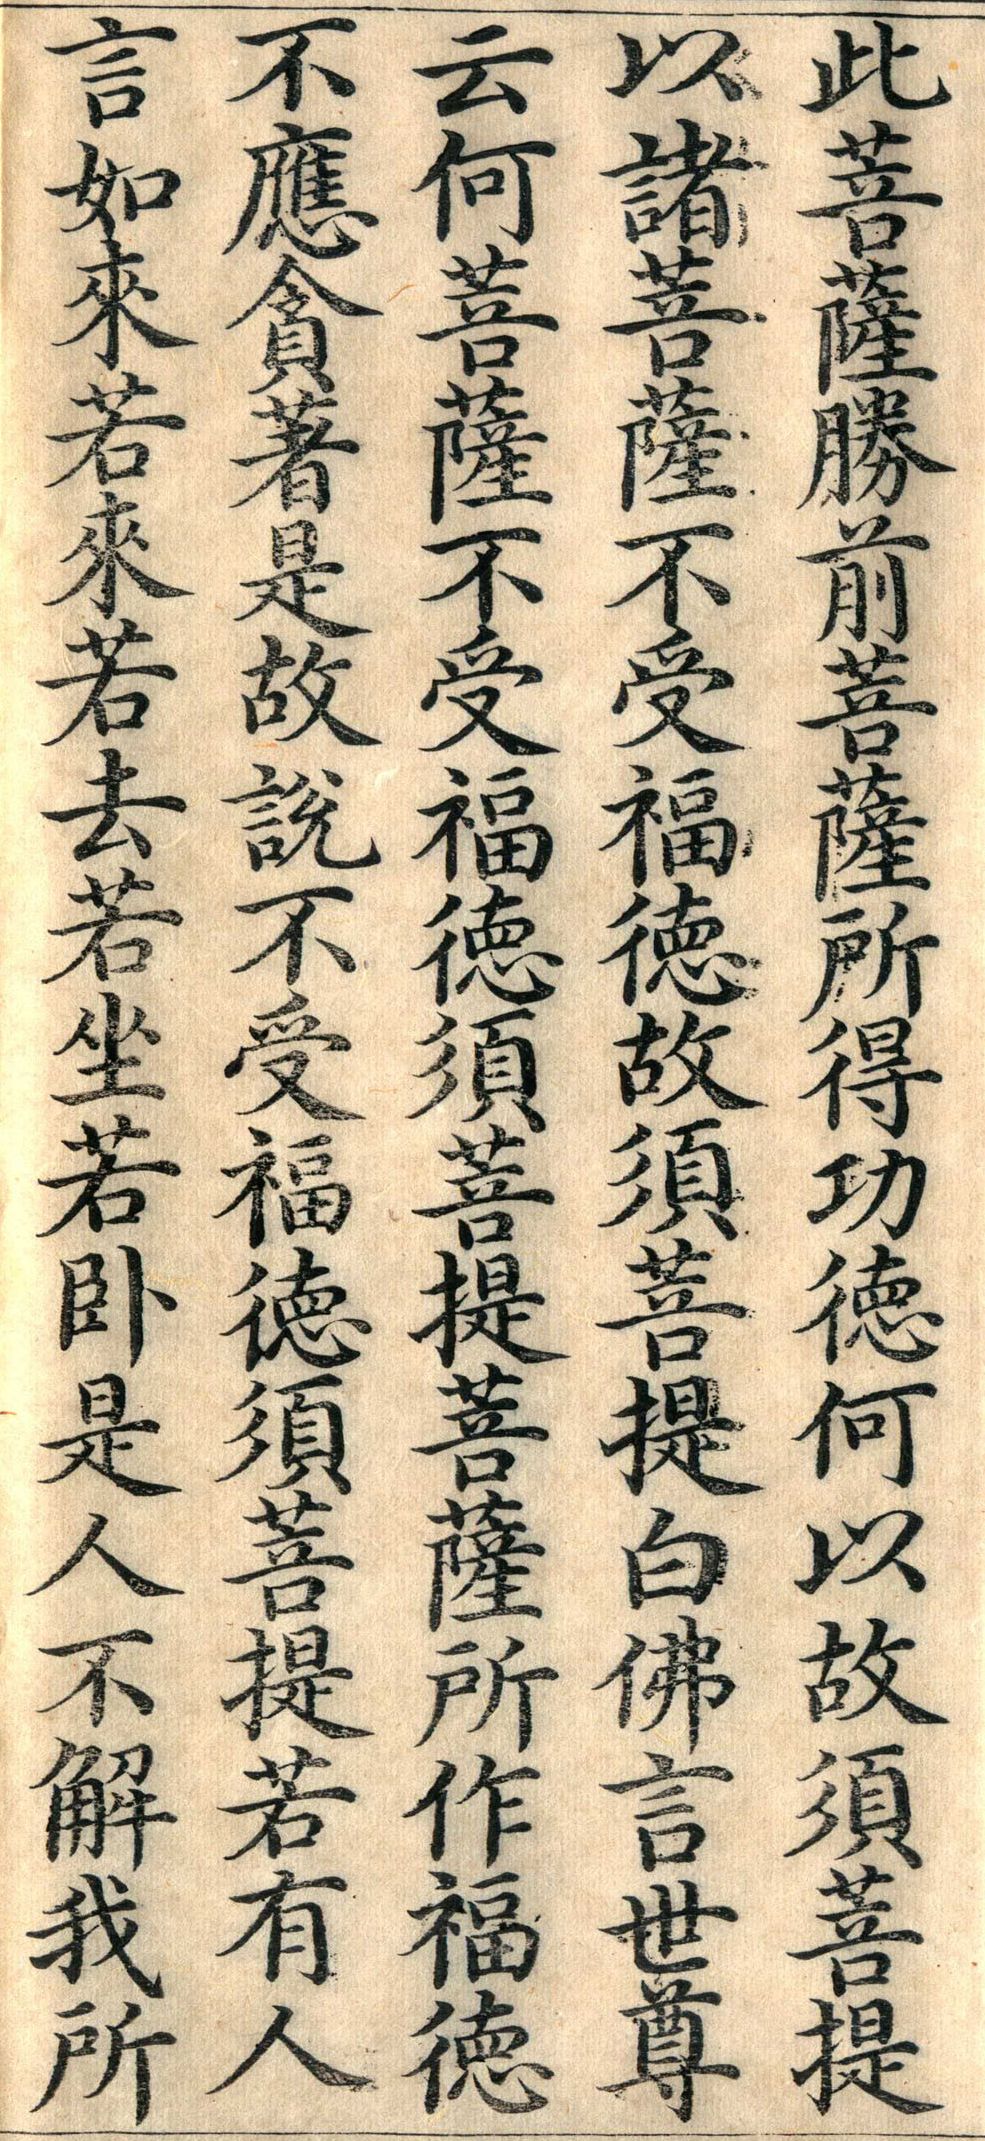 此菩薩勝前菩薩所得功德何以故須菩提
以諸菩薩不受福德故須菩提白佛言世尊
云何菩薩不受福德須菩提菩薩所作福德
不應貪著是故說不受福德須菩提若有人
言如來若來若去若坐若臥是人不解我所